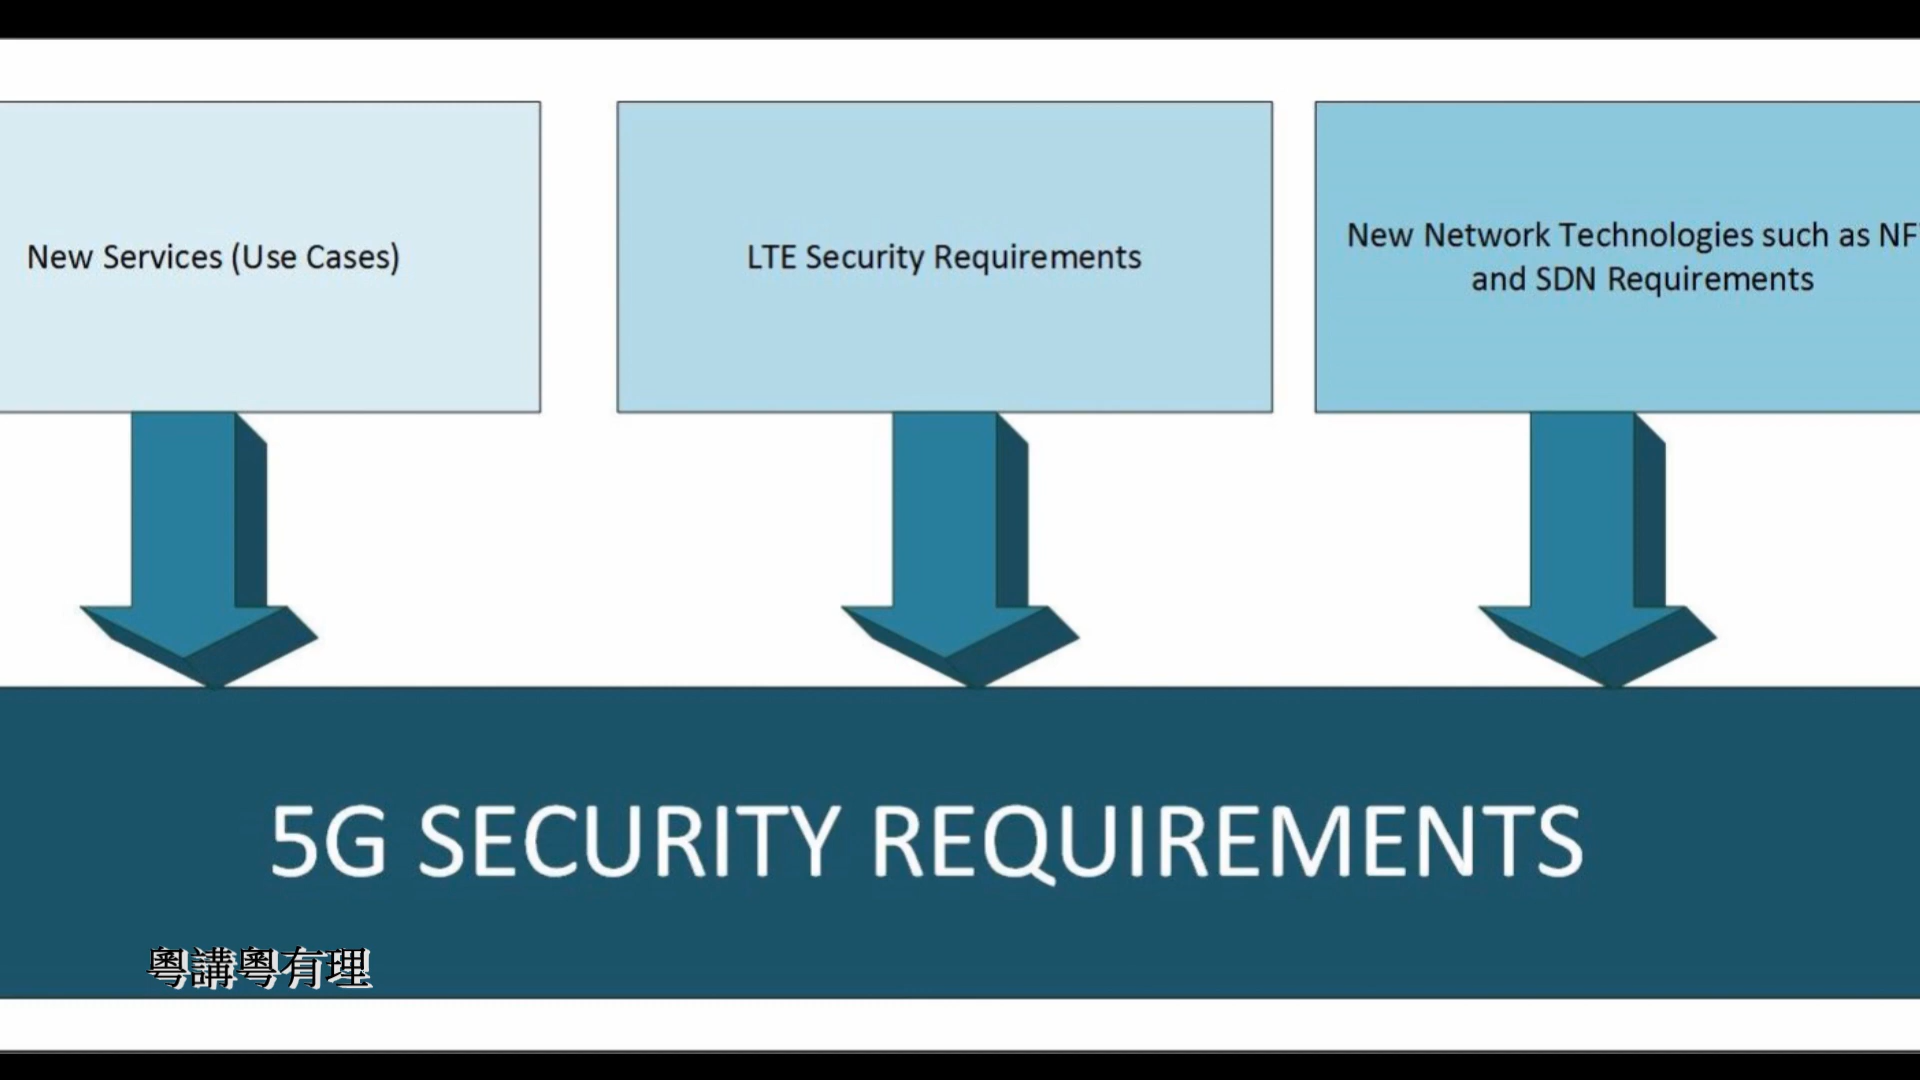 New Services (Use Cases)
LTE Security Requirements
New Network Technologies such as
and SDN Requirements
5G SECURITY REQUIREMENTS
粵講粵有理